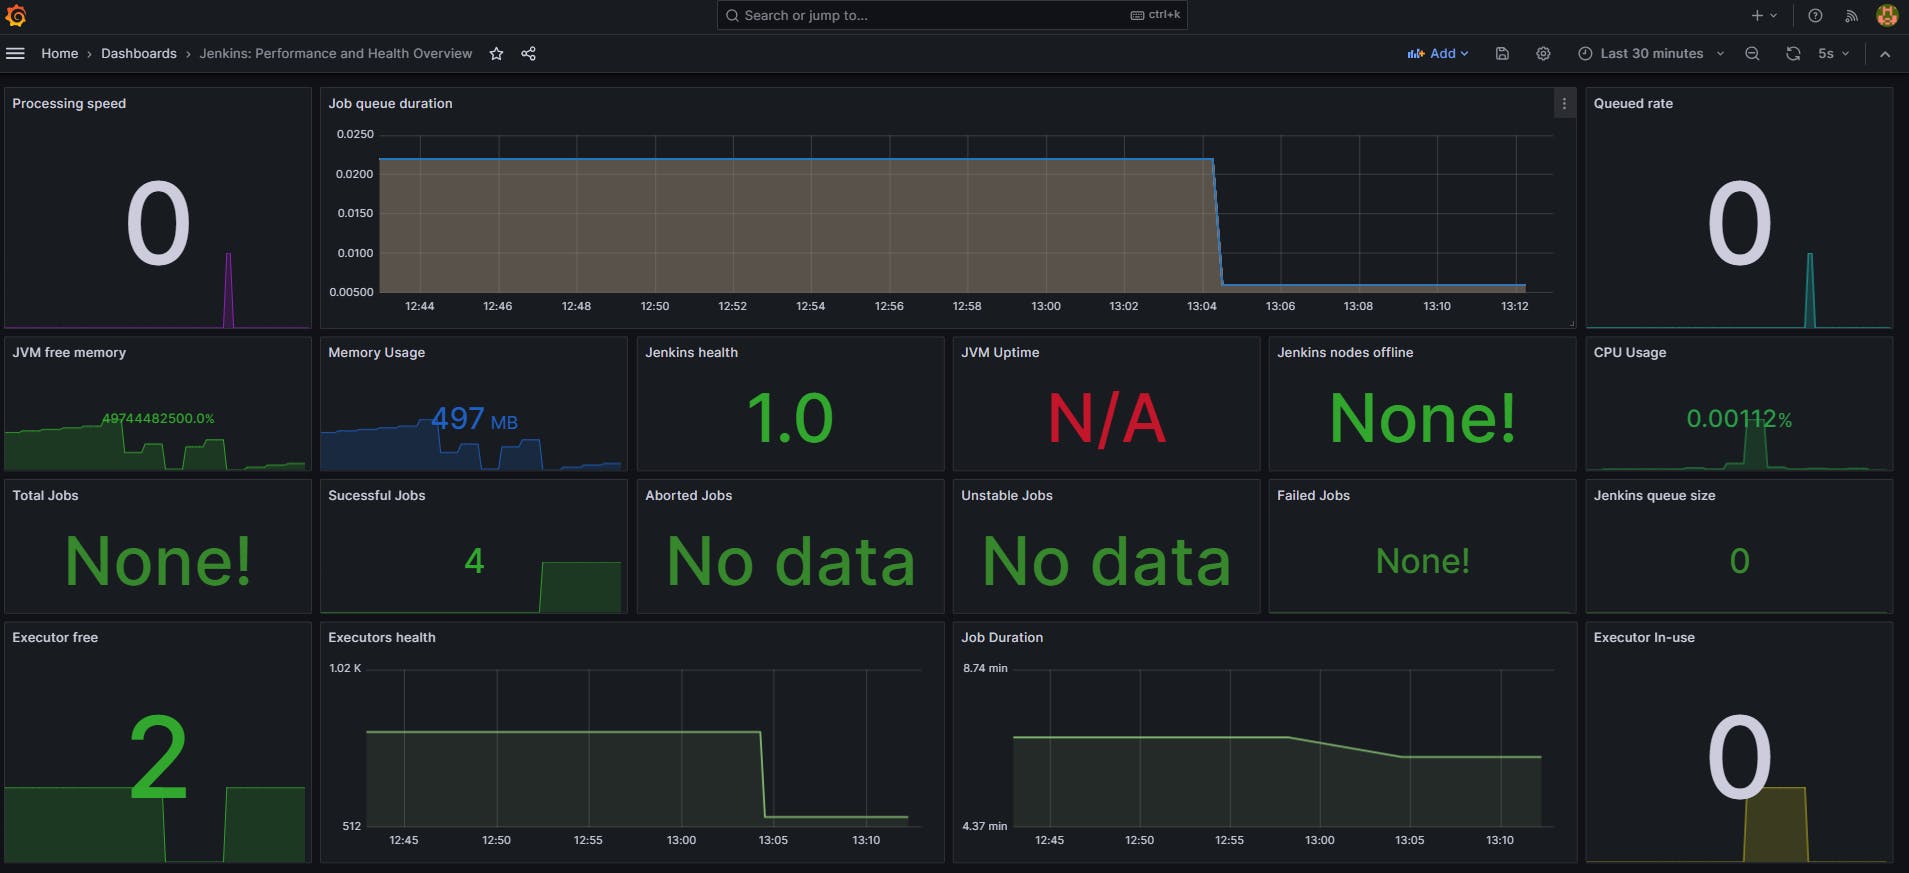 Search or jump to...
ctrl+k
Home › Dashboards › Jenkins: Performance and Health Overview
Add
Last 30 minutes
5s
Processing speed
0
Job queue duration
0.0250
0.0200
0.0150
0.0100
0.00500
12:44 12:46 12:48 12:50 12:52 12:54 12:56 12:58 13:00 13:02 13:04 13:06 13:08 13:10 13:12
Queued rate
0
JVM free memory
49744482500.0%
Memory Usage
497 MB
Jenkins health
1.0
JVM Uptime
N/A
Jenkins nodes offline
None!
CPU Usage
0.00112%
Total Jobs
None!
Sucessful Jobs
4
Aborted Jobs
No data
Unstable Jobs
No data
Failed Jobs
None!
Jenkins queue size
0
Executor free
2
Executors health
1.02 K
512
12:45 12:50 12:55 13:00 13:05 13:10
Job Duration
8.74 min
4.37 min
12:45 12:50 12:55 13:00 13:05 13:10
Executor In-use
0